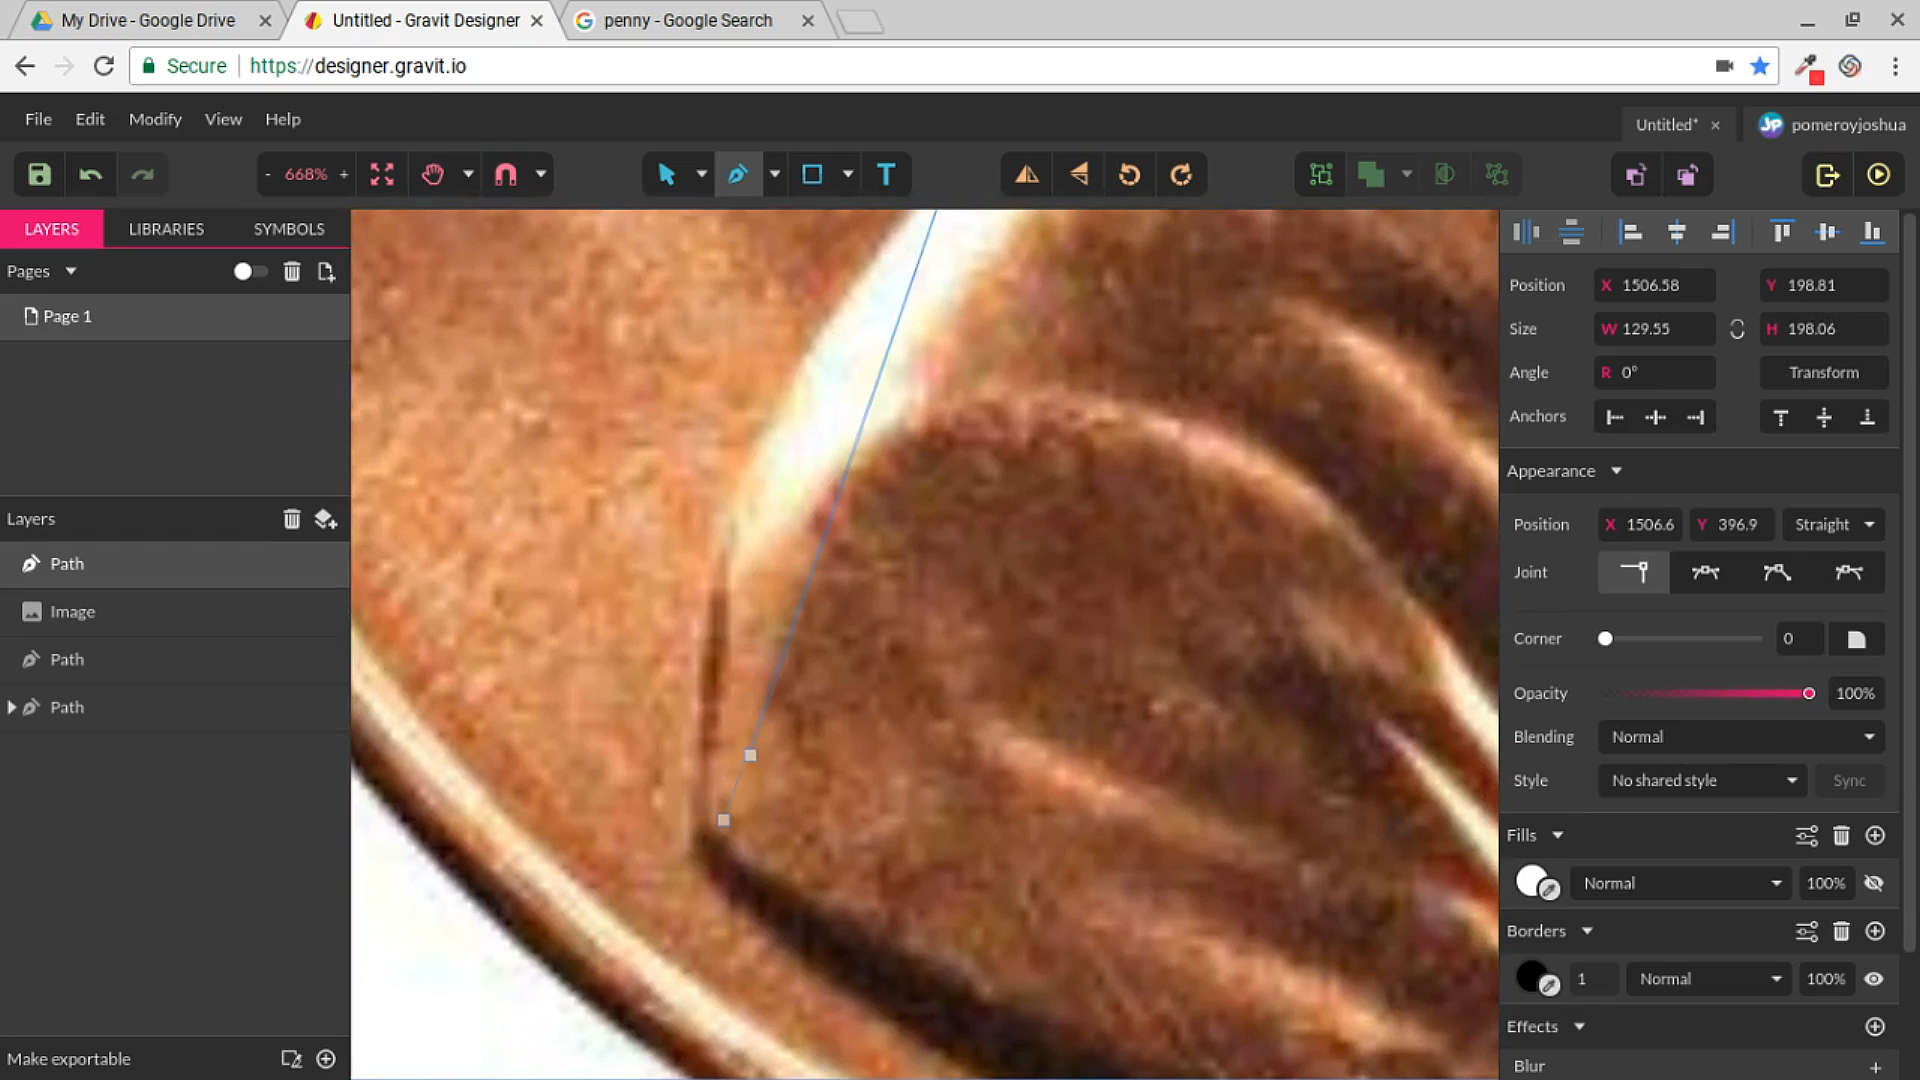 My Drive - Google Drive
Untitled - Gravit Designer
penny - Google Search
Secure
https://designer.gravit.io
File Edit Modify View Help
Untitled*
JP pomeroyjoshua
- 668% +
T
LAYERS LIBRARIES SYMBOLS
Pages
Page 1
Layers
Path
Image
Path
Path
Make exportable
Position X 1506.58 Y 198.81
Size W 129.55 H 198.06
Angle R 0° Transform
Anchors
Appearance
Position X 1506.6 Y 396.9 Straight
Joint
Corner 0
Opacity 100%
Blending Normal
Style No shared style Sync
Fills
Normal 100%
Borders
1 Normal 100%
Effects
Blur